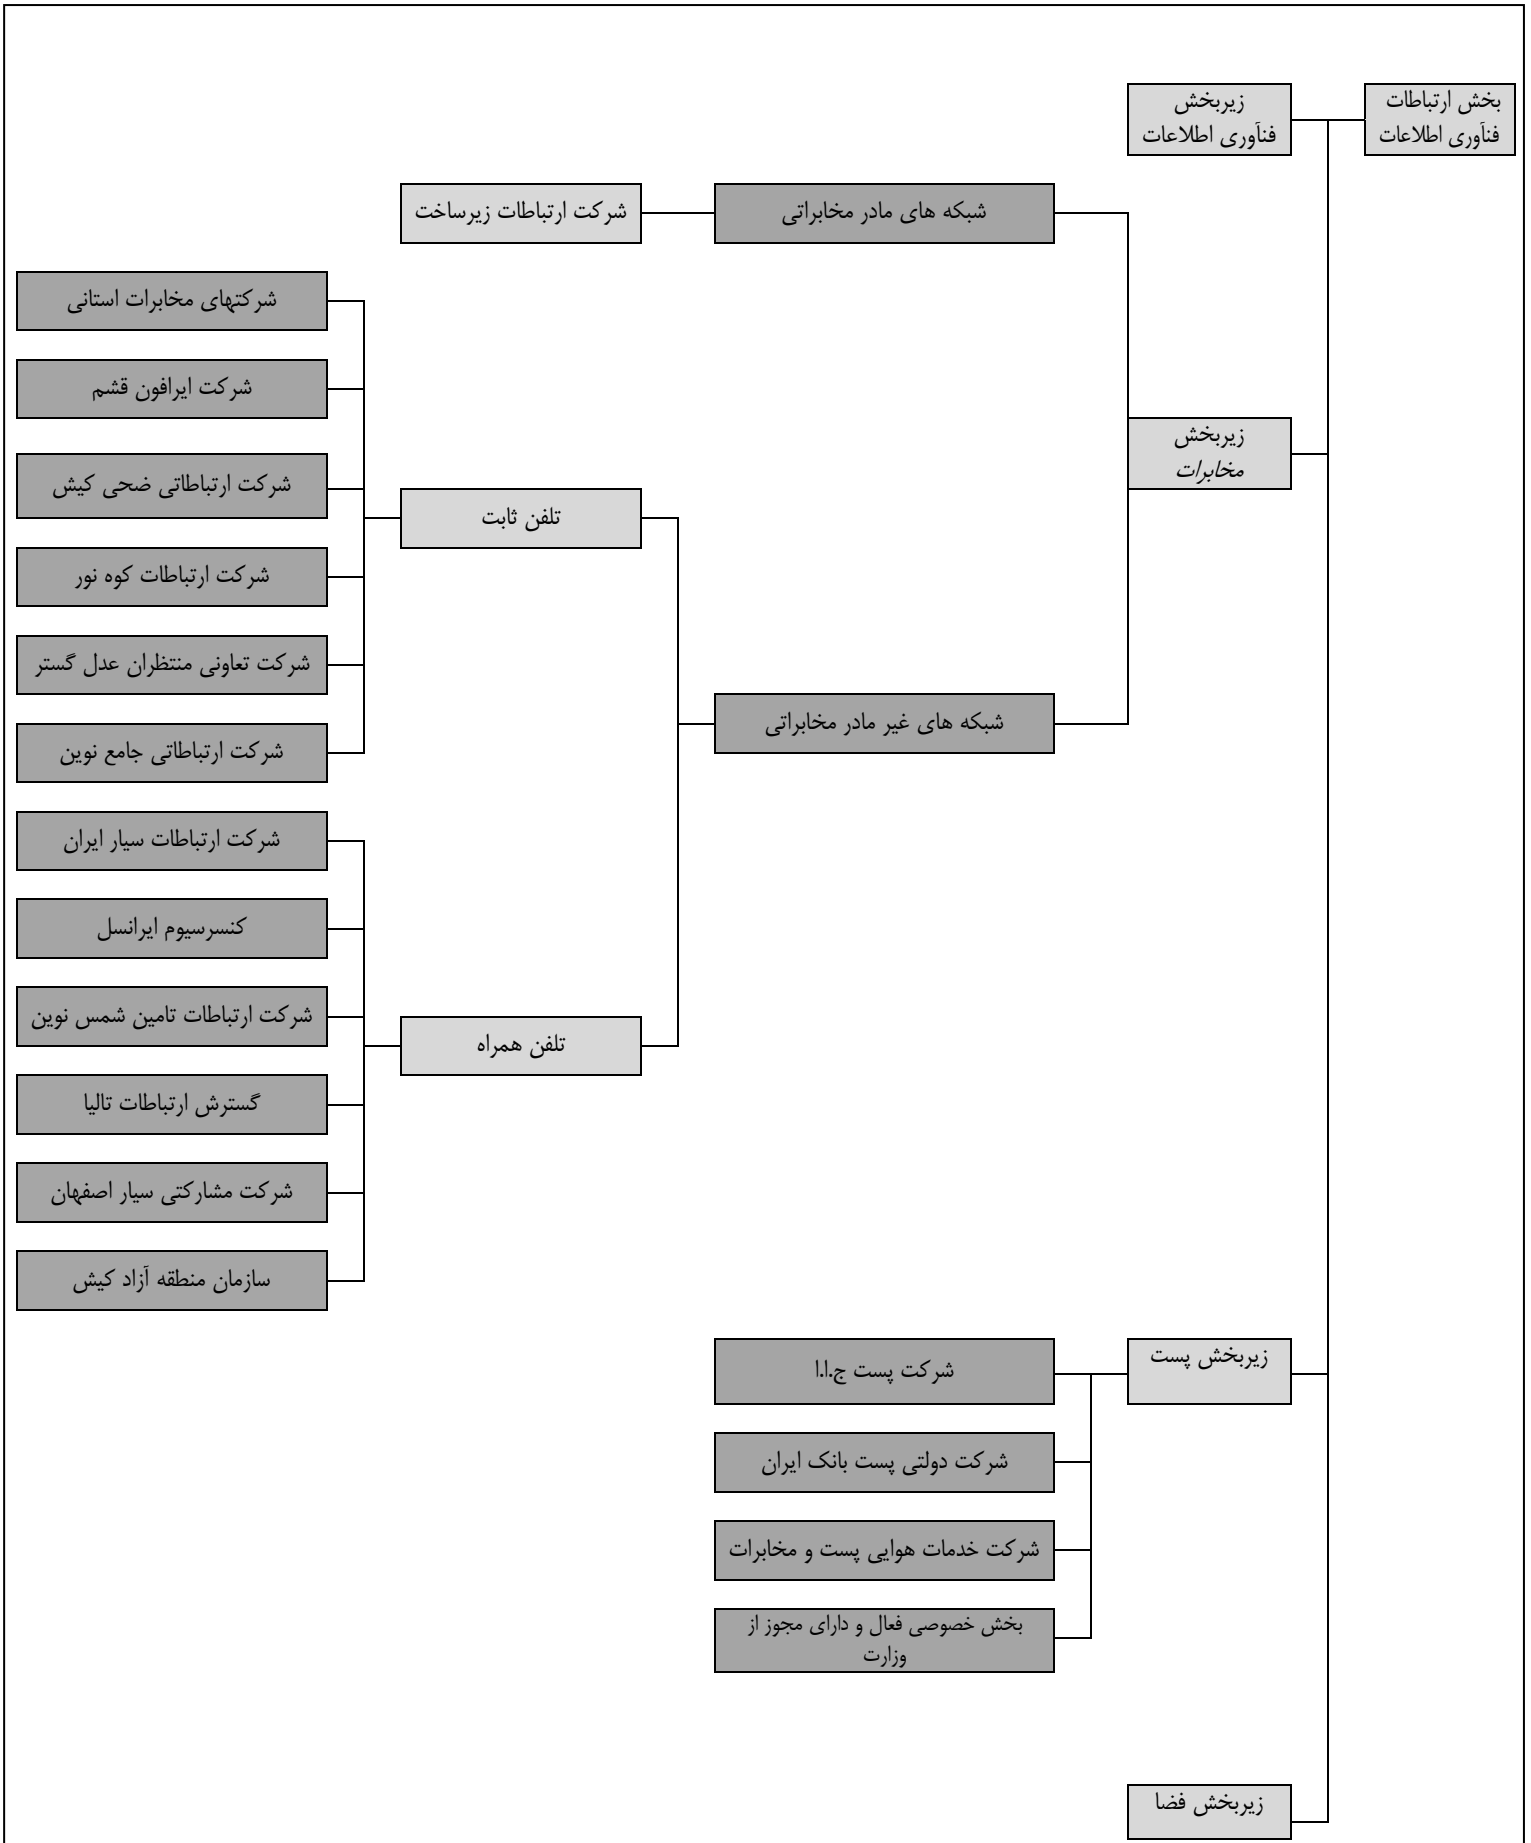 بخش ارتباطات
فنآوری اطلاعات
زیربخش
فنآوری اطلاعات
شبکه های مادر مخابراتی
شرکت ارتباطات زیرساخت
شرکتهای مخابرات استانی
شرکت ایرافون قشم
زیربخش
مخابرات
شرکت ارتباطاتی ضحی کیش
تلفن ثابت
شرکت ارتباطات کوه نور
شرکت تعاونی منتظران عدل گستر
شبکه های غیر مادر مخابراتی
شرکت ارتباطاتی جامع نوین
شرکت ارتباطات سیار ایران
کنسرسیوم ایرانسل
شرکت ارتباطات تامین شمس نوین
تلفن همراه
گسترش ارتباطات تالیا
شرکت مشارکتی سیار اصفهان
سازمان منطقه آزاد کیش
زیربخش پست
شرکت پست ج.ا.ا
شرکت دولتی پست بانک ایران
شرکت خدمات هوایی پست و مخابرات
بخش خصوصی فعال و دارای مجوز از
وزارت
زیربخش فضا